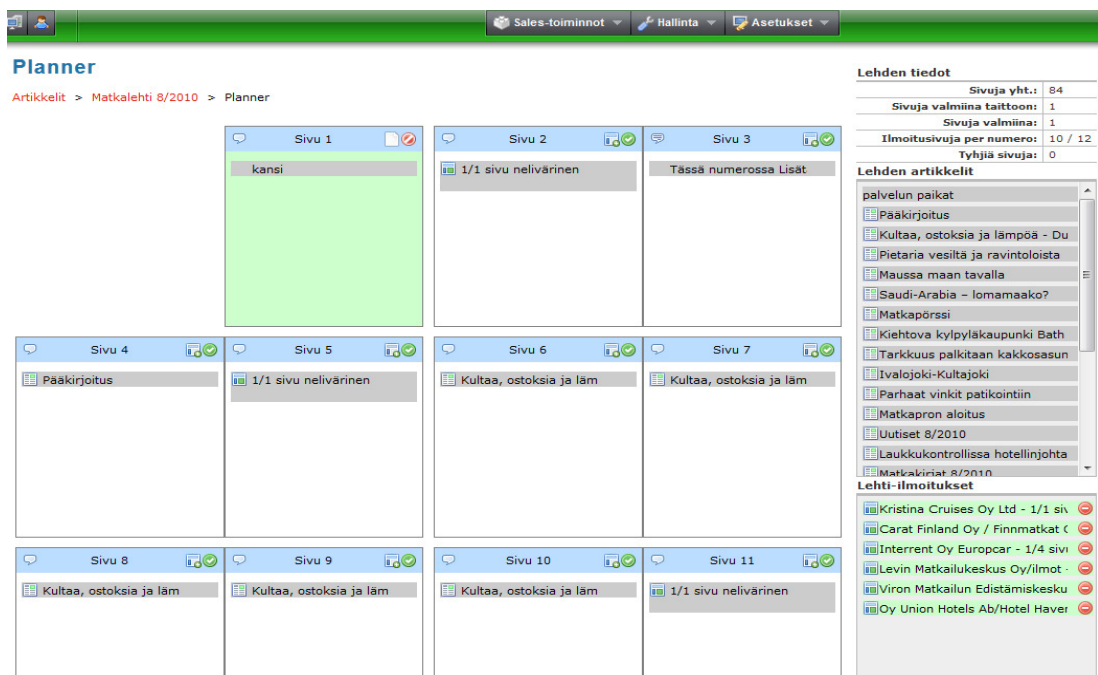 Sales-toiminnot Hallinta Asetukset
Planner
Artikkelit > Matkalehti 8/2010 > Planner
Sivu 1
kansi
Sivu 2
1/1 sivu nelivärinen
Sivu 3
Tässä numerossa Lisät
Sivu 4
Pääkirjoitus
Sivu 5
1/1 sivu nelivärinen
Sivu 6
Kultaa, ostoksia ja läm
Sivu 7
Kultaa, ostoksia ja läm
Sivu 8
Kultaa, ostoksia ja läm
Sivu 9
Kultaa, ostoksia ja läm
Sivu 10
Kultaa, ostoksia ja läm
Sivu 11
1/1 sivu nelivärinen
Lehden tiedot
Sivuja yht.: 84
Sivuja valmiina taittoon: 1
Sivuja valmiina: 1
Ilmoitusivuja per numero: 10 / 12
Tyhjiä sivuja: 0
Lehden artikkelit
palvelun paikat
Pääkirjoitus
Kultaa, ostoksia ja lämpöä - Du
Pietaria vesiltä ja ravintoloista
Maussa maan tavalla
Saudi-Arabia – lomamaako?
Matkapörssi
Kiehtova kylpyläkaupunki Bath
Tarkkuus palkitaan kakkosasun
Ivalojoki-Kultajoki
Parhaat vinkit patikointiin
Matkapron aloitus
Uutiset 8/2010
Laukkukontrollissa hotellinjohta
Matkakirjat 8/2010
Lehti-ilmoitukset
Kristina Cruises Oy Ltd - 1/1 siv
Carat Finland Oy / Finnmatkat (
Interrent Oy Europcar - 1/4 sivu
Levin Matkailukeskus Oy/ilmot -
Viron Matkailun Edistämiskesku
Oy Union Hotels Ab/Hotel Haver